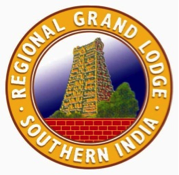 · REGIONAL GRAND LODGE ·
SOUTHERN INDIA